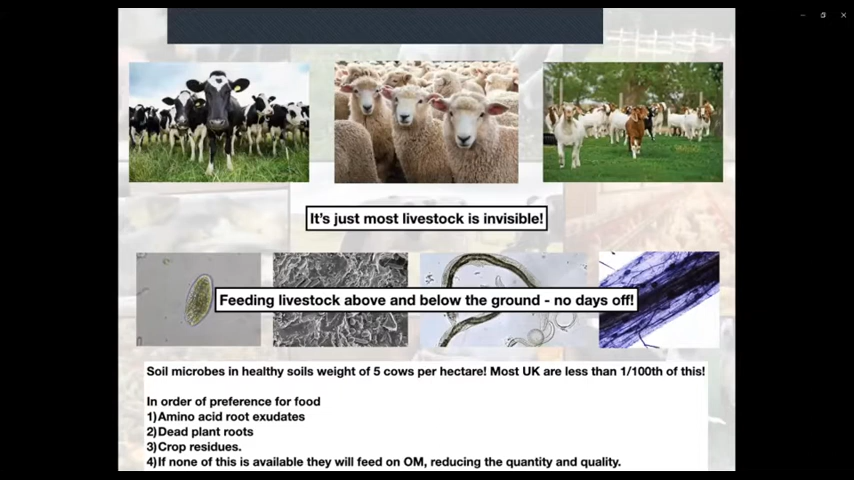 It's just most livestock is invisible!
Feeding livestock above and below the ground - no days off!
Soil microbes in healthy soils weight of 5 cows per hectare! Most UK are less than 1/100th of this!
In order of preference for food
1)Amino acid root exudates
2)Dead plant roots
3)Crop residues.
4)If none of this is available they will feed on OM, reducing the quantity and quality.